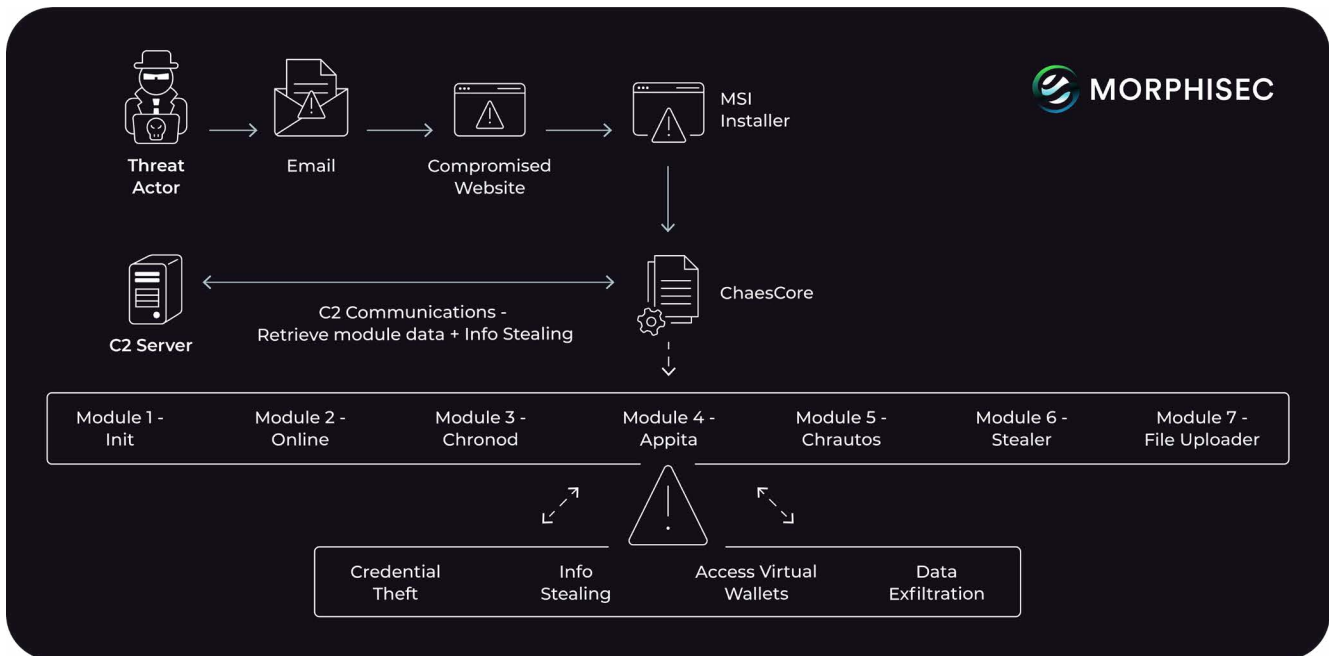 MORPHISEC
Threat
Actor
Email
Compromised
Website
MSI
Installer
C2 Server
C2 Communications -
Retrieve module data + Info Stealing
ChaesCore
Module 1 -
Init
Module 2 -
Online
Module 3 -
Chronod
Module 4 -
Appita
Module 5 -
Chrautos
Module 6 -
Stealer
Module 7 -
File Uploader
Credential
Theft
Info
Stealing
Access Virtual
Wallets
Data
Exfiltration